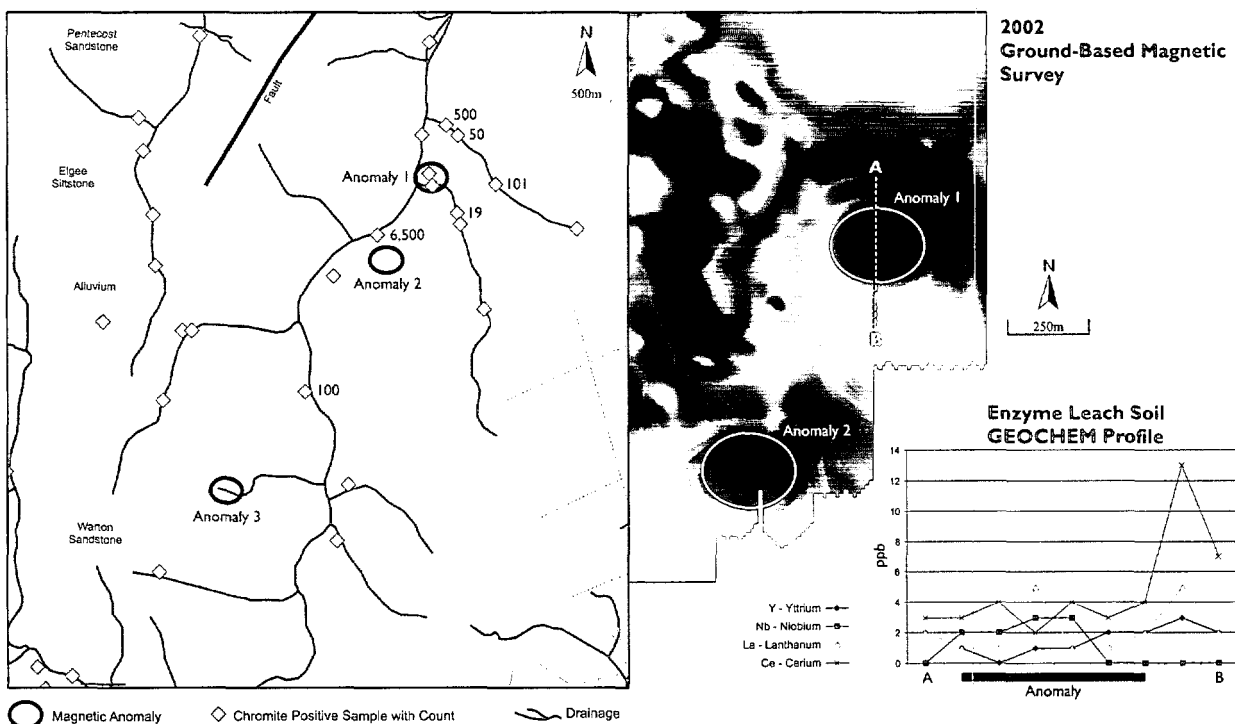 Pentecost
Sandstone
N
500m
Fault
500
50
Elgee
Siltstone
Anomaly 1
101
19
6,500
Alluvium
Anomaly 2
100
Anomaly 3
Warton
Sandstone
Magnetic Anomaly
Chromite Positive Sample with Count
Drainage
2002
Ground-Based Magnetic
Survey
A
Anomaly 1
N
250m
B
Anomaly 2
Enzyme Leach Soil
GEOCHEM Profile
14
12
10
8
6
4
2
0
ppb
Y - Yttrium
Nb - Niobium
La - Lanthanum
Ce - Cerium
A
B
Anomaly